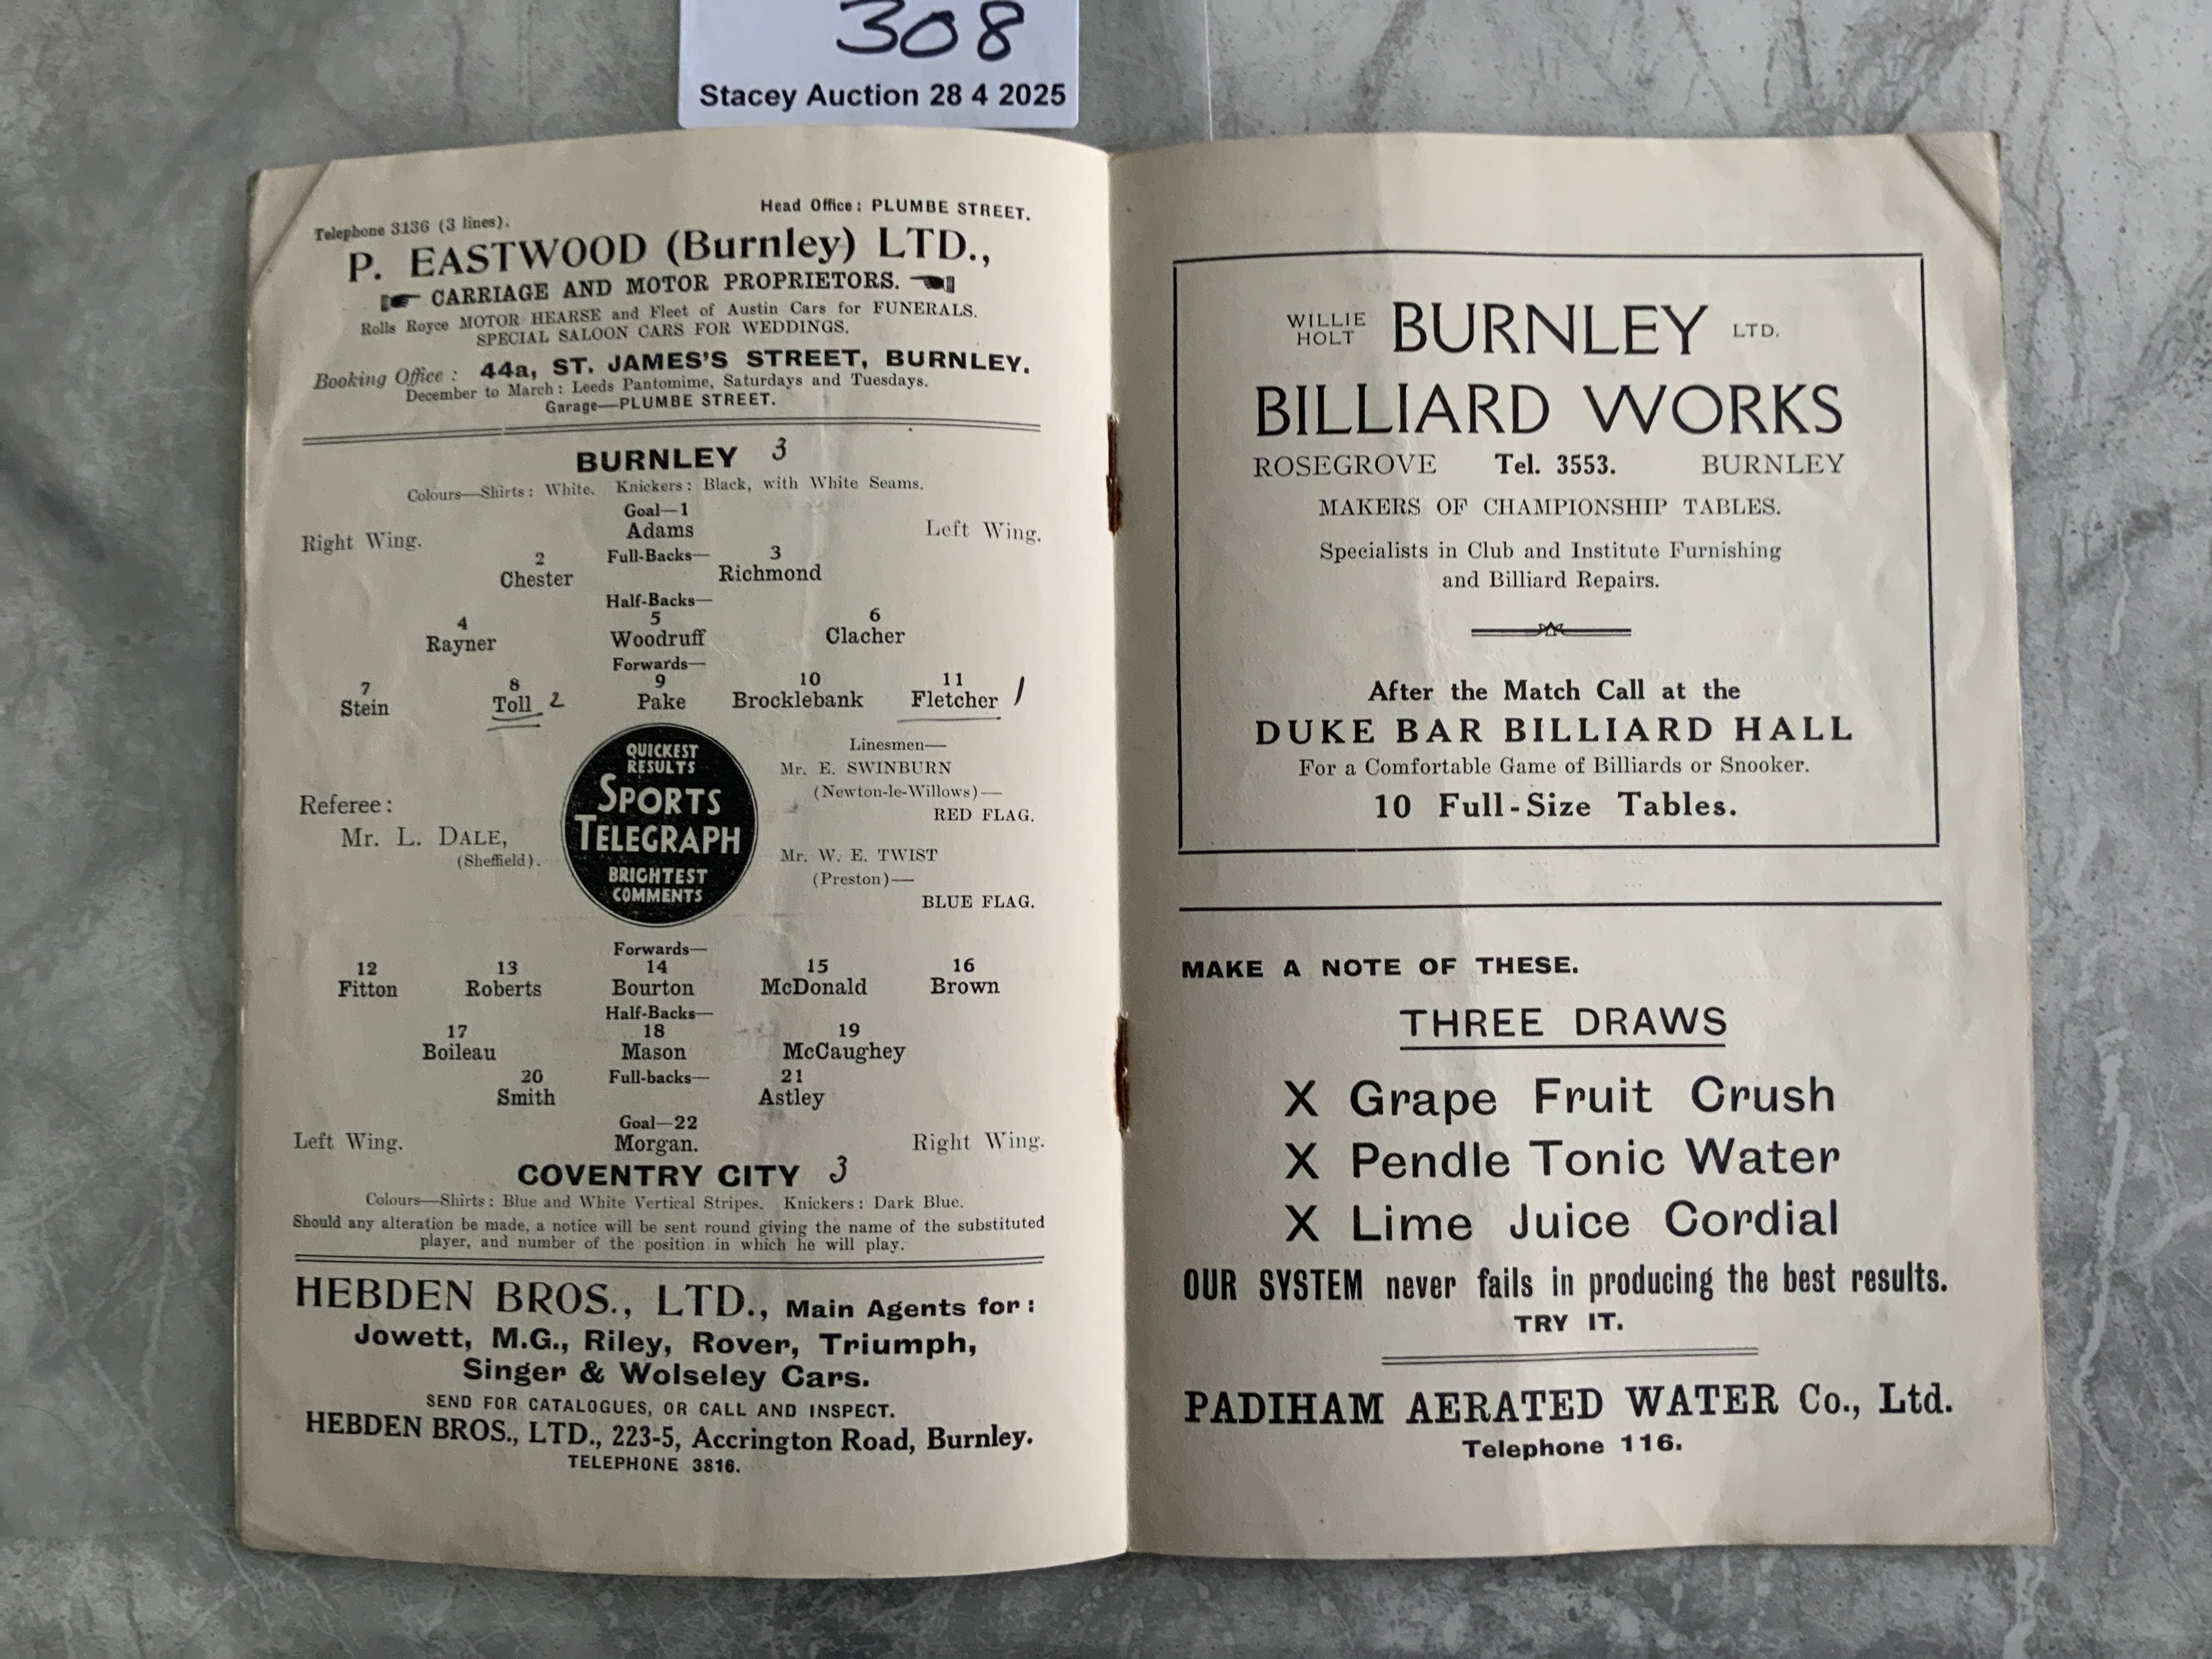 308
Stacey Auction 28 4 2025
Telephone 3136 (3 lines).
Head Office: PLUMBE STREET.
P. EASTWOOD (Burnley) LTD.,
CARRIAGE AND MOTOR PROPRIETORS.
Rolls Royce MOTOR HEARSE and Fleet of Austin Cars for FUNERALS.
SPECIAL SALOON CARS FOR WEDDINGS.
Booking Office: 44a, ST. JAMES'S STREET, BURNLEY.
December to March: Leeds Pantomime, Saturdays and Tuesdays.
Garage—PLUMBE STREET.
BURNLEY 3
Colours—Shirts: White. Knickers: Black, with White Seams.
Goal—1
Right Wing. Adams Left Wing.
2 Full-Backs— 3
Chester Richmond
Half-Backs—
4 5 6
Rayner Woodruff Clacher
Forwards—
7 8 9 10 11
Stein Toll 2 Pake Brocklebank Fletcher 1
QUICKEST
RESULTS
SPORTS
TELEGRAPH
BRIGHTEST
COMMENTS
Referee:
Mr. L. DALE,
(Sheffield).
Linesmen—
Mr. E. SWINBURN
(Newton-le-Willows)—
RED FLAG.
Mr. W. E. TWIST
(Preston)—
BLUE FLAG.
Forwards—
12 13 14 15 16
Fitton Roberts Bourton McDonald Brown
Half-Backs—
17 18 19
Boileau Mason McCaughey
20 Full-backs— 21
Smith Astley
Goal—22
Left Wing. Morgan. Right Wing.
COVENTRY CITY 3
Colours—Shirts: Blue and White Vertical Stripes. Knickers: Dark Blue.
Should any alteration be made, a notice will be sent round giving the name of the substituted
player, and number of the position in which he will play.
HEBDEN BROS., LTD., Main Agents for:
Jowett, M.G., Riley, Rover, Triumph,
Singer & Wolseley Cars.
SEND FOR CATALOGUES, OR CALL AND INSPECT.
HEBDEN BROS., LTD., 223-5, Accrington Road, Burnley.
TELEPHONE 3816.
WILLIE HOLT BURNLEY LTD.
BILLIARD WORKS
ROSEGROVE Tel. 3553. BURNLEY
MAKERS OF CHAMPIONSHIP TABLES.
Specialists in Club and Institute Furnishing
and Billiard Repairs.
After the Match Call at the
DUKE BAR BILLIARD HALL
For a Comfortable Game of Billiards or Snooker.
10 Full-Size Tables.
MAKE A NOTE OF THESE.
THREE DRAWS
X Grape Fruit Crush
X Pendle Tonic Water
X Lime Juice Cordial
OUR SYSTEM never fails in producing the best results.
TRY IT.
PADIHAM AERATED WATER Co., Ltd.
Telephone 116.